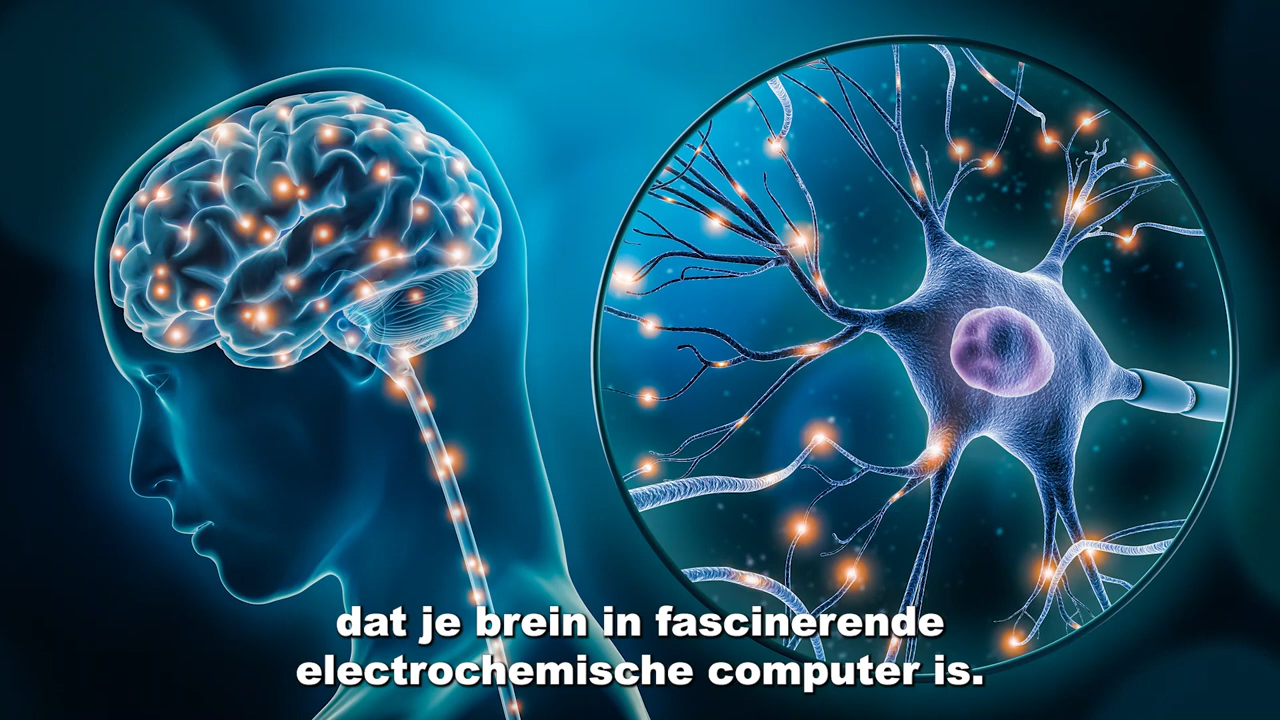 dat je brein in fascinerende
electrochemische computer is.